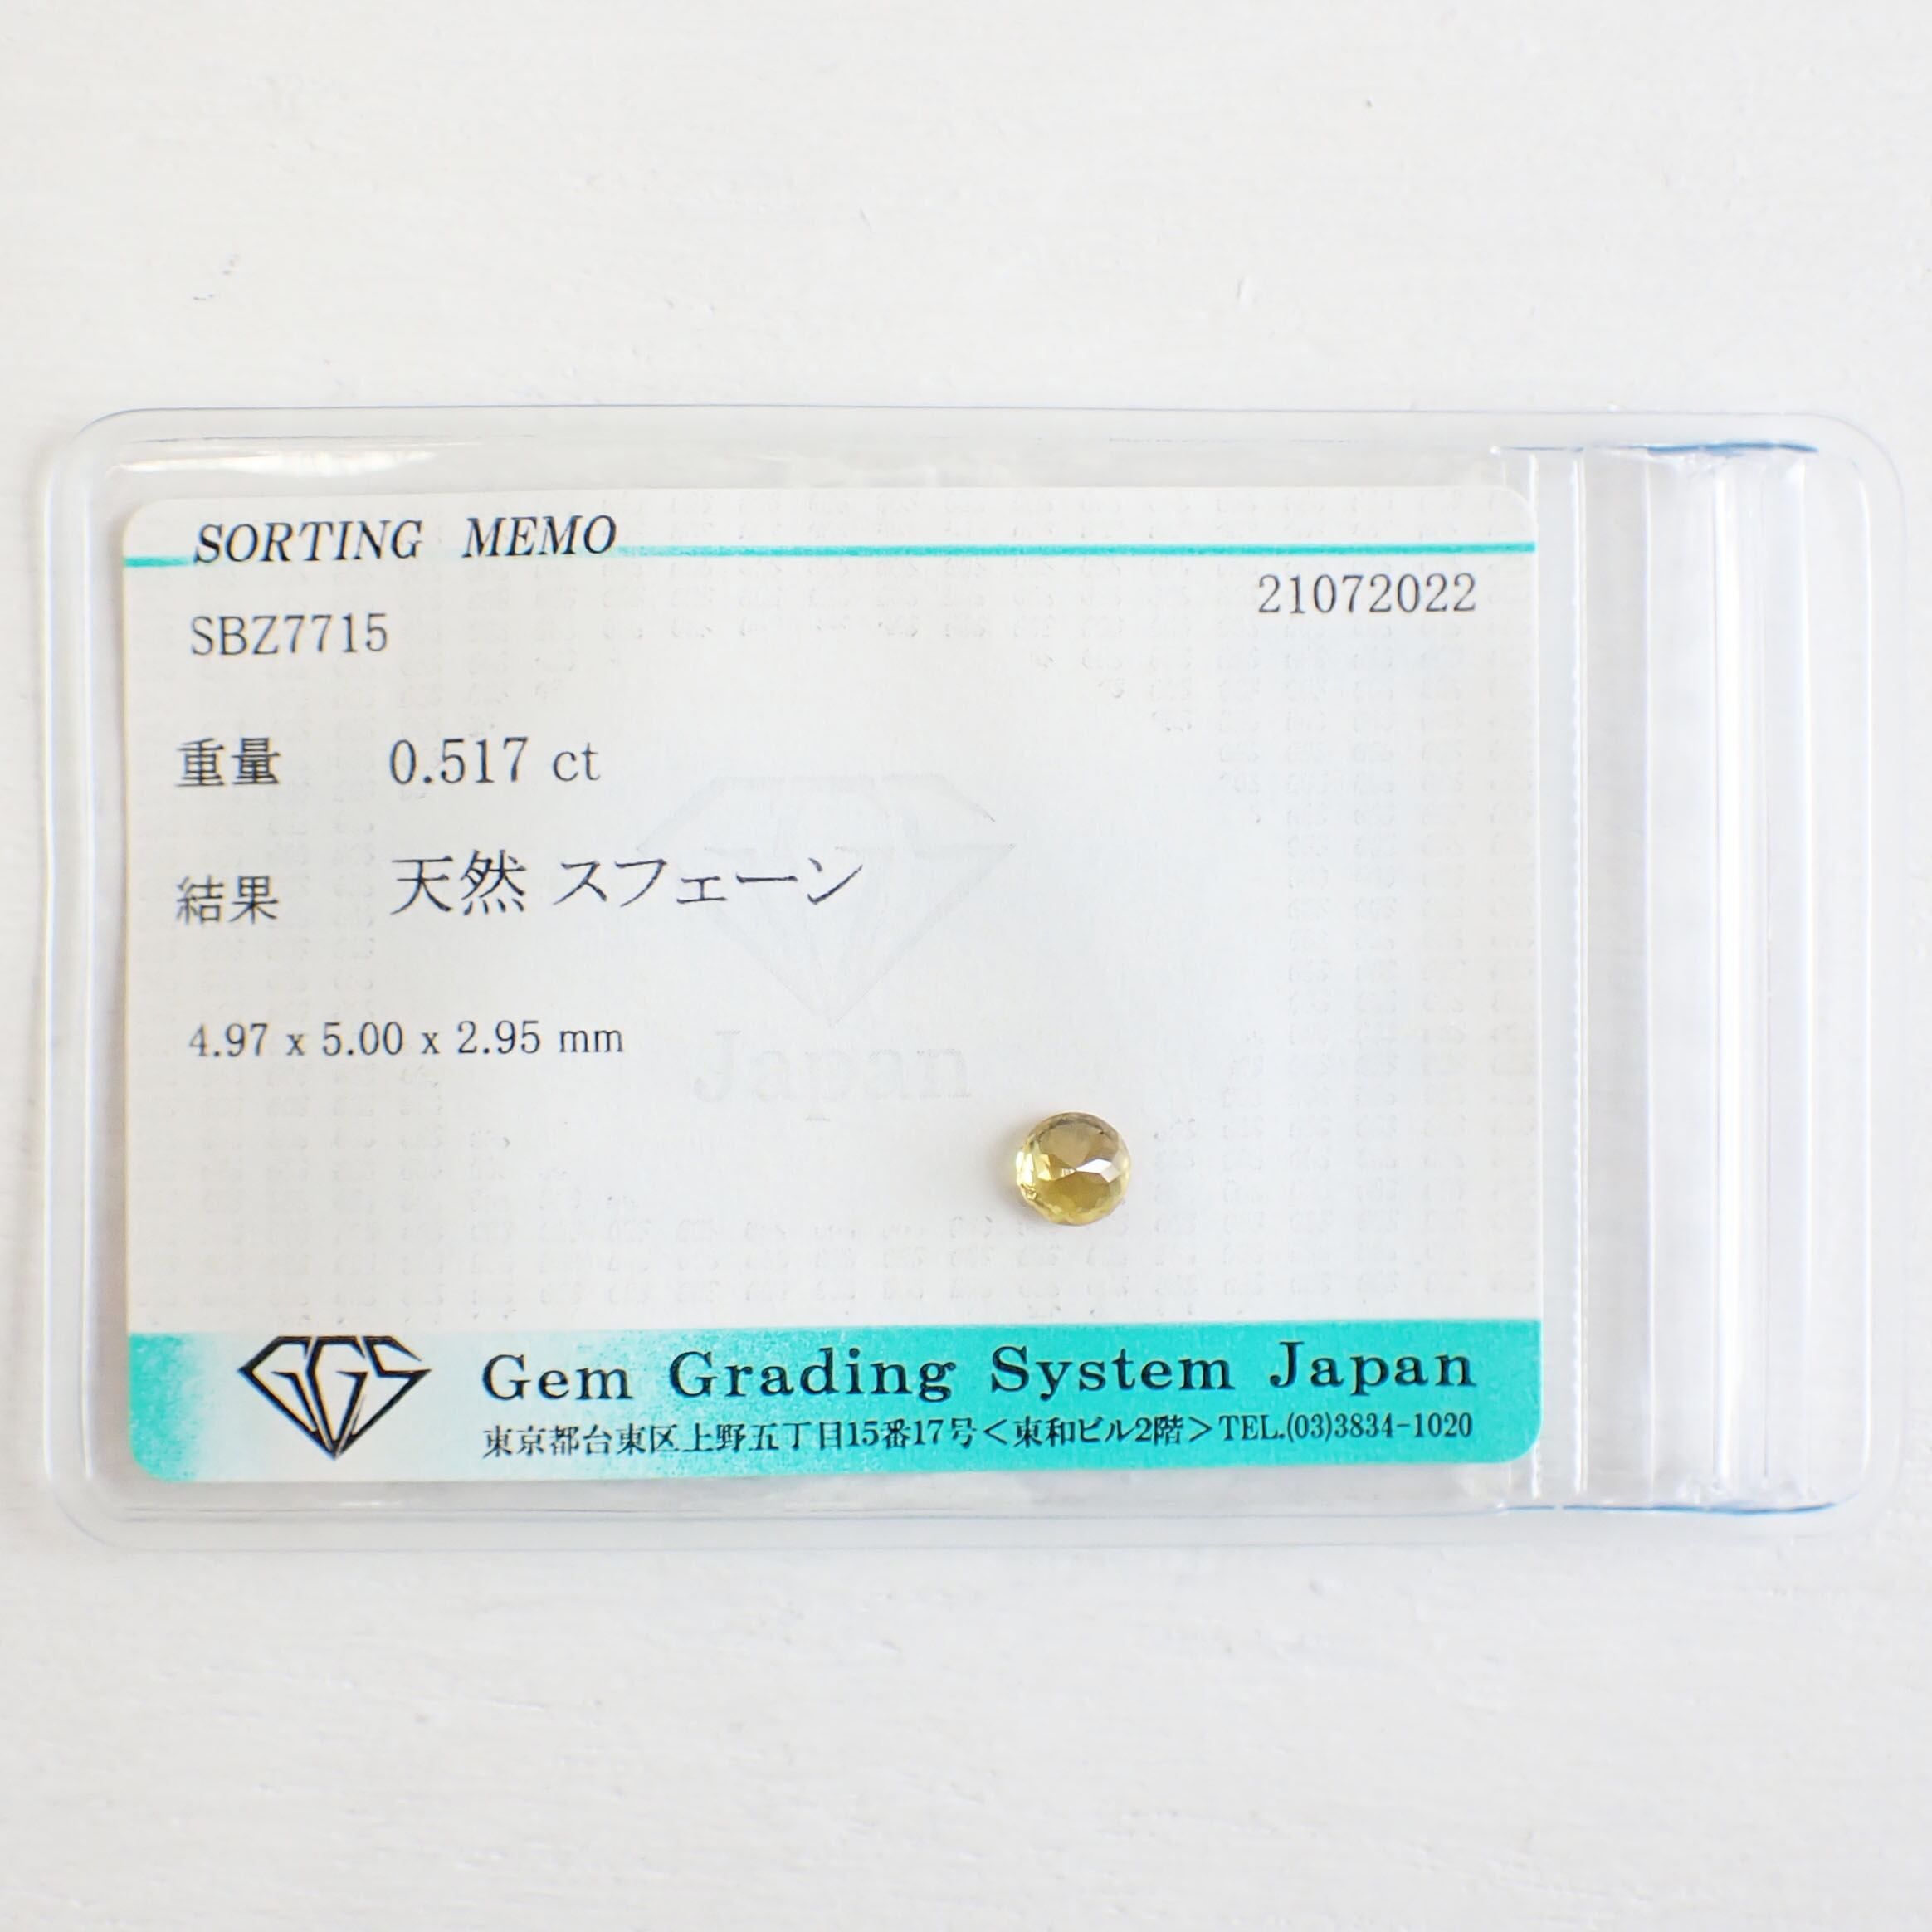 SORTING MEMO
21072022
SBZ7715
重量 0.517 ct
結果 天然 スフェーン
Japan
4.97 x 5.00 x 2.95 mm
GGS Gem Grading System Japan
東京都台東区上野五丁目15番17号＜東和ビル2階＞TEL.(03)3834-1020